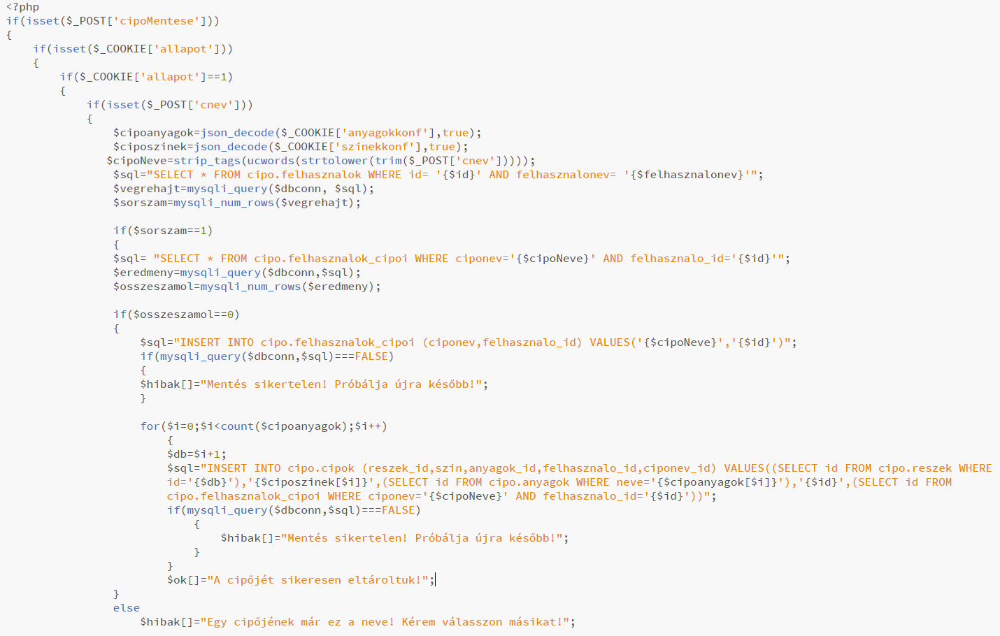 <?php
if(isset($_POST['cipoMentese']))
{
if(isset($_COOKIE['allapot']))
{
if($_COOKIE['allapot']==1)
{
if(isset($_POST['cnev']))
{
$cipoanyagok=json_decode($_COOKIE['anyagokkonf'],true);
$ciposzinek=json_decode($_COOKIE['szinekkonf'],true);
$cipoNeve=strip_tags(ucwords(strtolower(trim($_POST['cnev']))));
$sql="SELECT * FROM cipo.felhasznalok WHERE id= '{$id}' AND felhasznalonev= '{$felhasznalonev}'";
$vegrehajt=mysqli_query($dbconn, $sql);
$sorszam=mysqli_num_rows($vegrehajt);
if($sorszam==1)
{
$sql= "SELECT * FROM cipo.felhasznalok_cipoi WHERE ciponev='{$cipoNeve}' AND felhasznalo_id='{$id}'";
$eredmeny=mysqli_query($dbconn,$sql);
$osszeszamol=mysqli_num_rows($eredmeny);
if($osszeszamol==0)
{
$sql="INSERT INTO cipo.felhasznalok_cipoi (ciponev,felhasznalo_id) VALUES('{$cipoNeve}','{$id}')";
if(mysqli_query($dbconn,$sql)===FALSE)
{
$hibak[]="Mentés sikertelen! Próbálja újra később!";
}
for($i=0;$i<count($cipoanyagok);$i++)
{
$db=$i+1;
$sql="INSERT INTO cipo.cipok (reszek_id,szin,anyagok_id,felhasznalo_id,ciponev_id) VALUES((SELECT id FROM cipo.reszek WHERE
id='{$db}'),'{$ciposzinek[$i]}',(SELECT id FROM cipo.anyagok WHERE neve='{$cipoanyagok[$i]}'),'{$id}',(SELECT id FROM
cipo.felhasznalok_cipoi WHERE ciponev='{$cipoNeve}' AND felhasznalo_id='{$id}'))";
if(mysqli_query($dbconn,$sql)===FALSE)
{
$hibak[]="Mentés sikertelen! Próbálja újra később!";
}
}
$ok[]="A cipőjét sikeresen eltároltuk!";
}
else
$hibak[]="Egy cipőjének már ez a neve! Kérem válasszon másikat!";